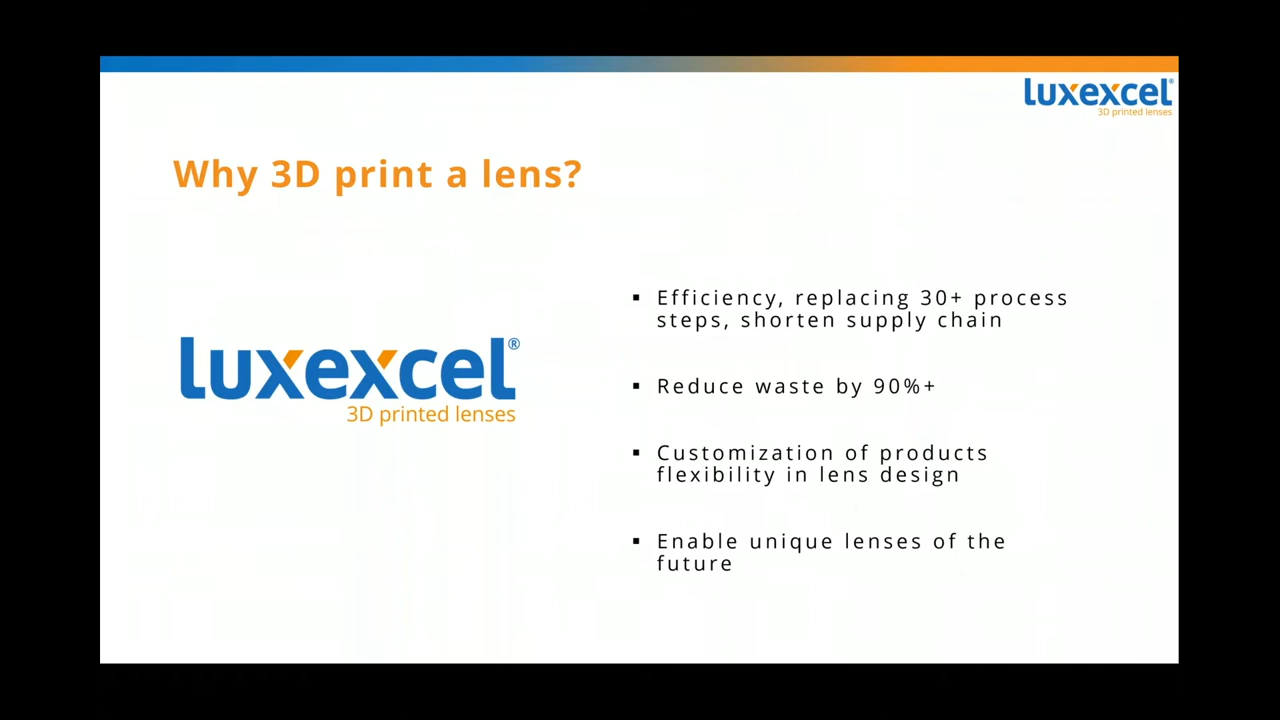 luxexcel®
3D printed lenses
Why 3D print a lens?
luxexcel®
3D printed lenses
▪ Efficiency, replacing 30+ process
steps, shorten supply chain
▪ Reduce waste by 90%+
▪ Customization of products
flexibility in lens design
▪ Enable unique lenses of the
future